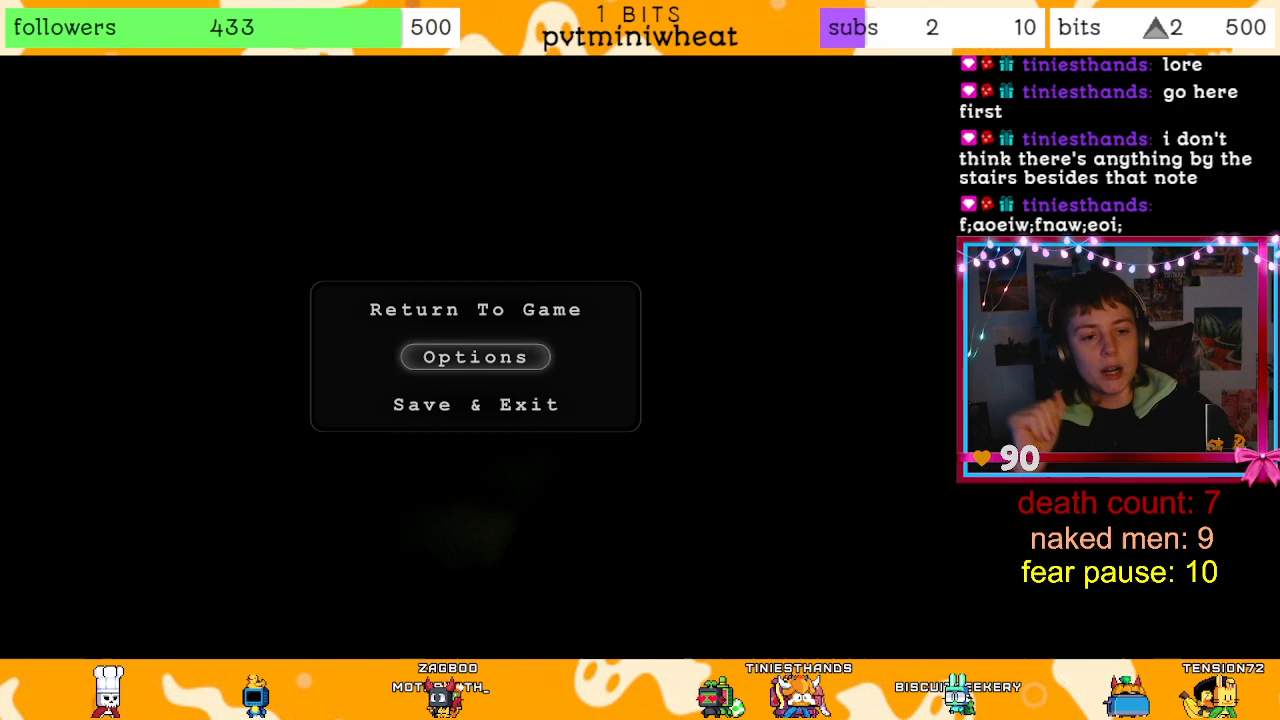 followers 433 500
1 BITS
pvtminiwheat
subs 2 10
bits 2 500
tiniesthands: lore
tiniesthands: go here
first
tiniesthands: i don't
think there's anything by the
stairs besides that note
tiniesthands:
f;aoeiw;fnaw;eoi;
Return To Game
Options
Save & Exit
90
death count: 7
naked men: 9
fear pause: 10
ZAGBOO
TINIESTHANDS
TENSION72